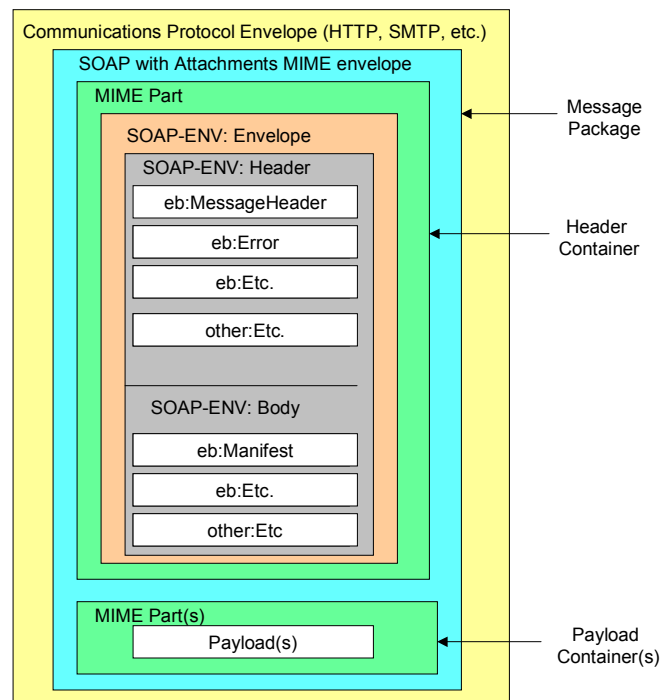 Communications Protocol Envelope (HTTP, SMTP, etc.)
SOAP with Attachments MIME envelope
MIME Part
SOAP-ENV: Envelope
SOAP-ENV: Header
eb:MessageHeader
eb:Error
eb:Etc.
other:Etc.
SOAP-ENV: Body
eb:Manifest
eb:Etc.
other:Etc
MIME Part(s)
Payload(s)
Message
Package
Header
Container
Payload
Container(s)